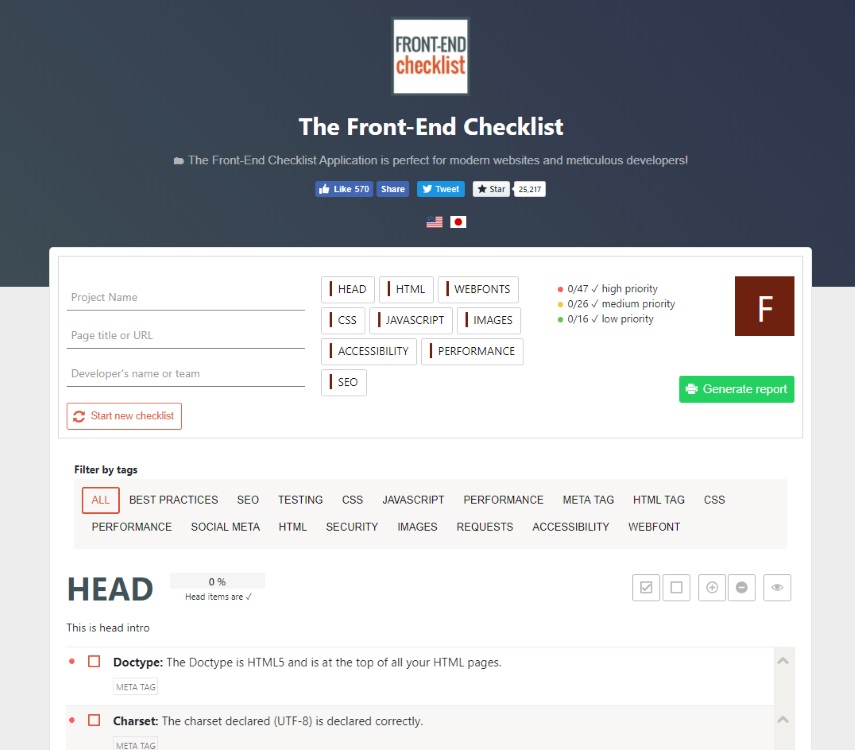 FRONT-END
checklist
The Front-End Checklist
The Front-End Checklist Application is perfect for modern websites and meticulous developers!
Like 570 Share Tweet Star 25,217
Project Name
Page title or URL
Developer's name or team
Start new checklist
HEAD HTML WEBFONTS
CSS JAVASCRIPT IMAGES
ACCESSIBILITY PERFORMANCE
SEO
0/47 ✓ high priority
0/26 ✓ medium priority
0/16 ✓ low priority
F
Generate report
Filter by tags
ALL BEST PRACTICES SEO TESTING CSS JAVASCRIPT PERFORMANCE META TAG HTML TAG CSS
PERFORMANCE SOCIAL META HTML SECURITY IMAGES REQUESTS ACCESSIBILITY WEBFONT
HEAD
0 %
Head items are ✓
This is head intro
Doctype: The Doctype is HTML5 and is at the top of all your HTML pages.
META TAG
Charset: The charset declared (UTF-8) is declared correctly.
META TAG